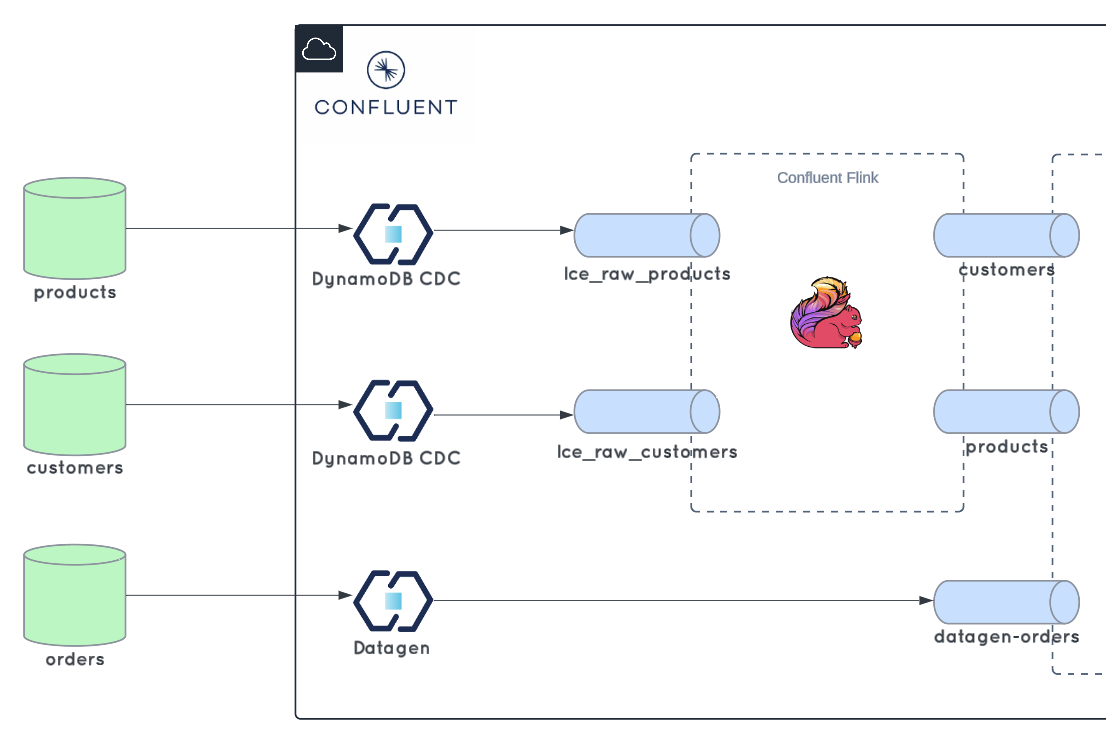 CONFLUENT
Confluent Flink
products
DynamoDB CDC
Ice_raw_products
customers
customers
DynamoDB CDC
Ice_raw_customers
products
orders
Datagen
datagen-orders